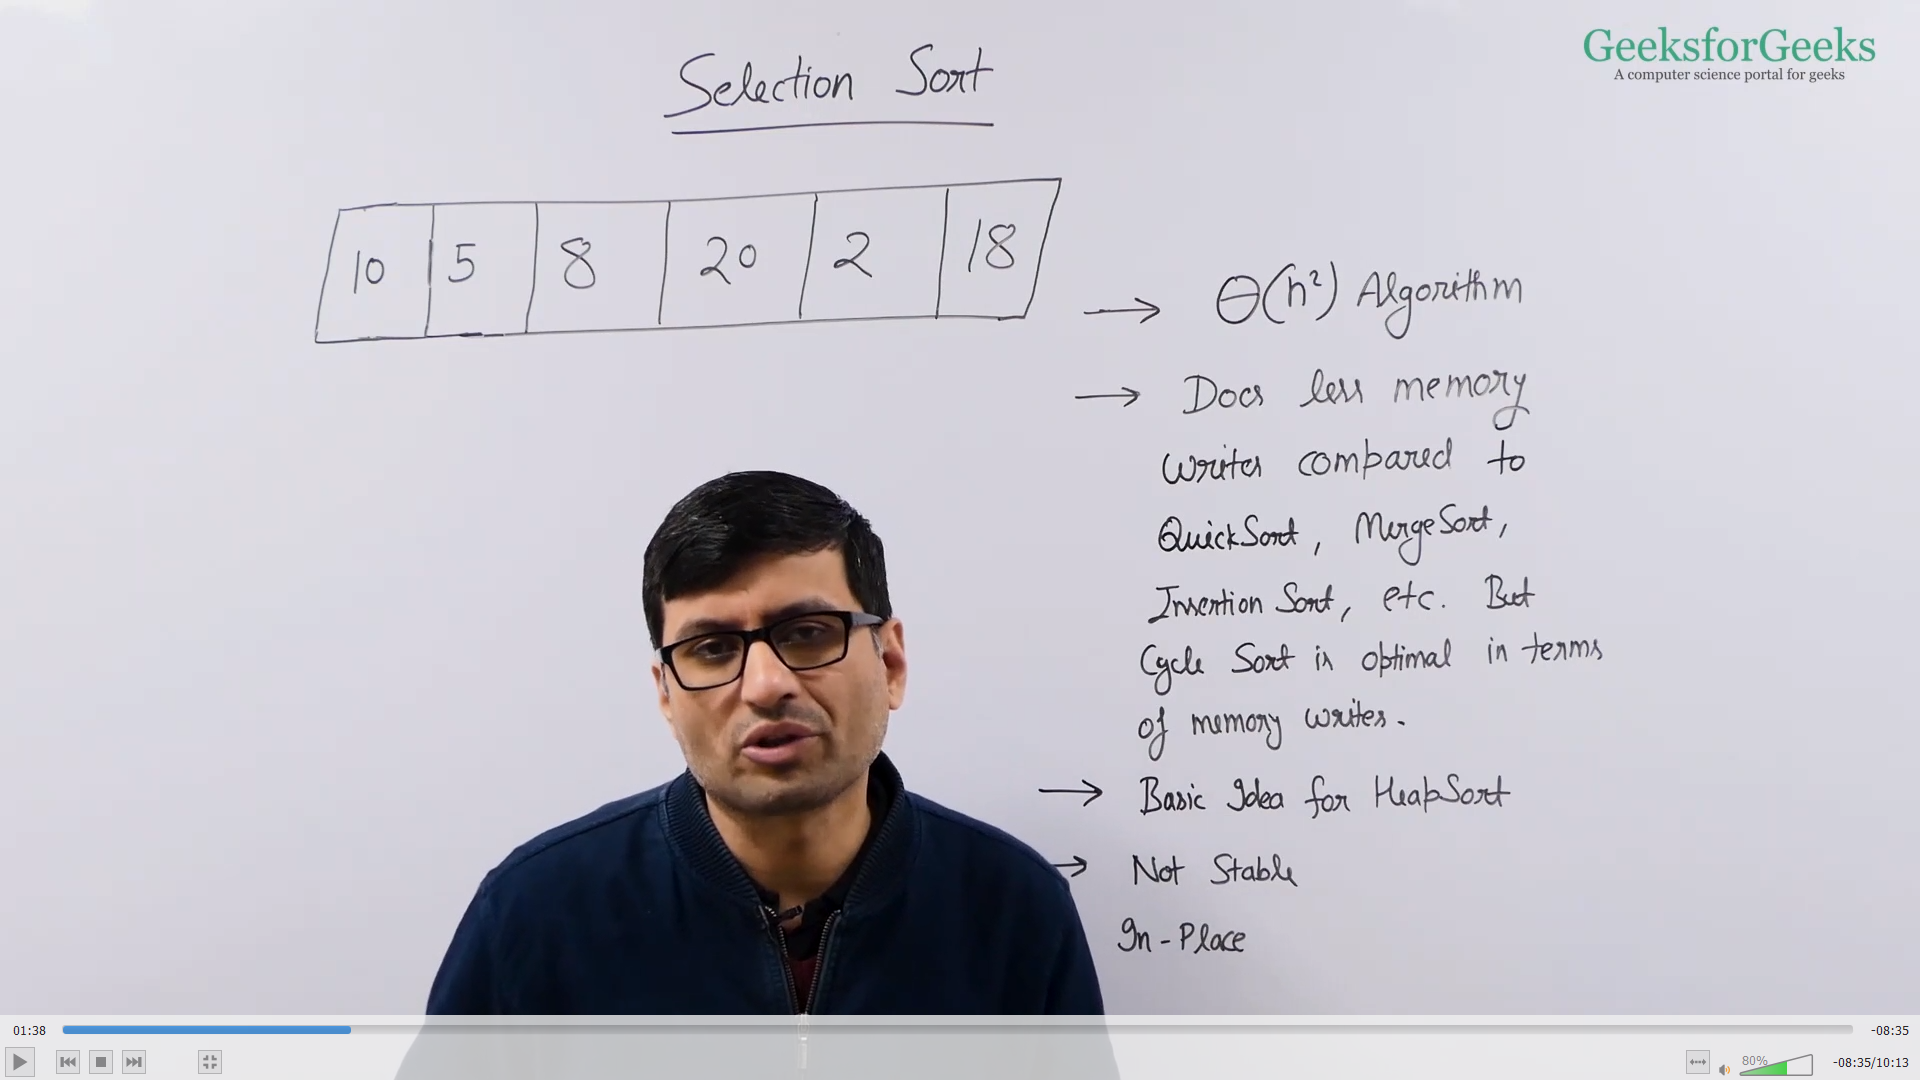 GeeksforGeeks
A computer science portal for geeks
Selection Sort
10 5 8 20 2 18
→ Θ(n²) Algorithm
→ Does less memory
writes compared to
QuickSort, MergeSort,
Insertion Sort, etc. But
Cycle Sort is optimal in terms
of memory writes.
→ Basic Idea for HeapSort
→ Not Stable
In-Place
01:38
-08:35
80%
-08:35/10:13